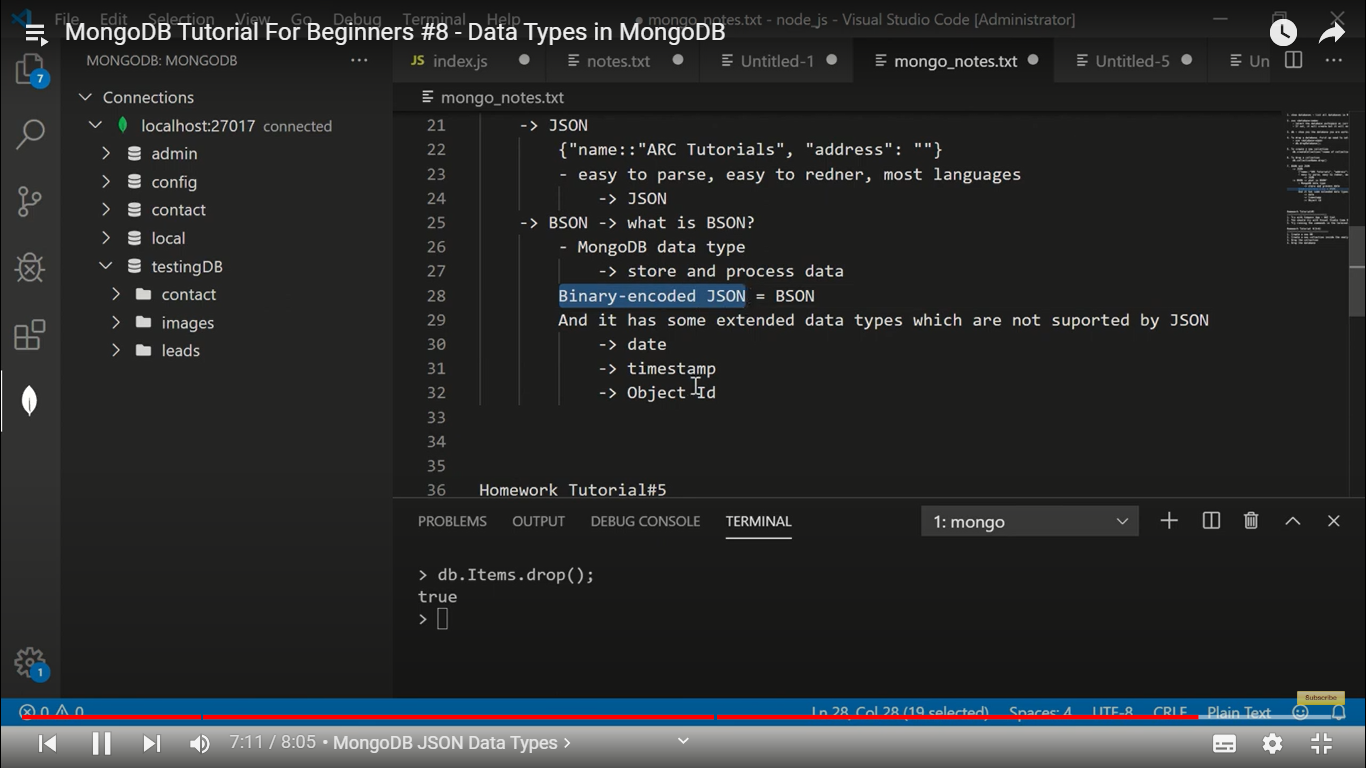 File Edit Selection View Go Debug Terminal Help
● mongo_notes.txt - node_js - Visual Studio Code [Administrator]
MongoDB Tutorial For Beginners #8 - Data Types in MongoDB
MONGODB: MONGODB ···
JS index.js
notes.txt
Untitled-1
mongo_notes.txt
Untitled-5
Un
7
Connections
localhost:27017 connected
admin
config
contact
local
testingDB
contact
images
leads
mongo_notes.txt
21 -> JSON
22 {"name::"ARC Tutorials", "address": ""}
23 - easy to parse, easy to redner, most languages
24 -> JSON
25 -> BSON -> what is BSON?
26 - MongoDB data type
27 -> store and process data
28 Binary-encoded JSON = BSON
29 And it has some extended data types which are not suported by JSON
30 -> date
31 -> timestamp
32 -> Object Id
33
34
35
36 Homework Tutorial#5
PROBLEMS OUTPUT DEBUG CONSOLE TERMINAL 1: mongo
> db.Items.drop();
true
>
1
Subscribe
0 0 Ln 28, Col 28 (19 selected) Spaces: 4 UTF-8 CRLF Plain Text
7:11 / 8:05 • MongoDB JSON Data Types >